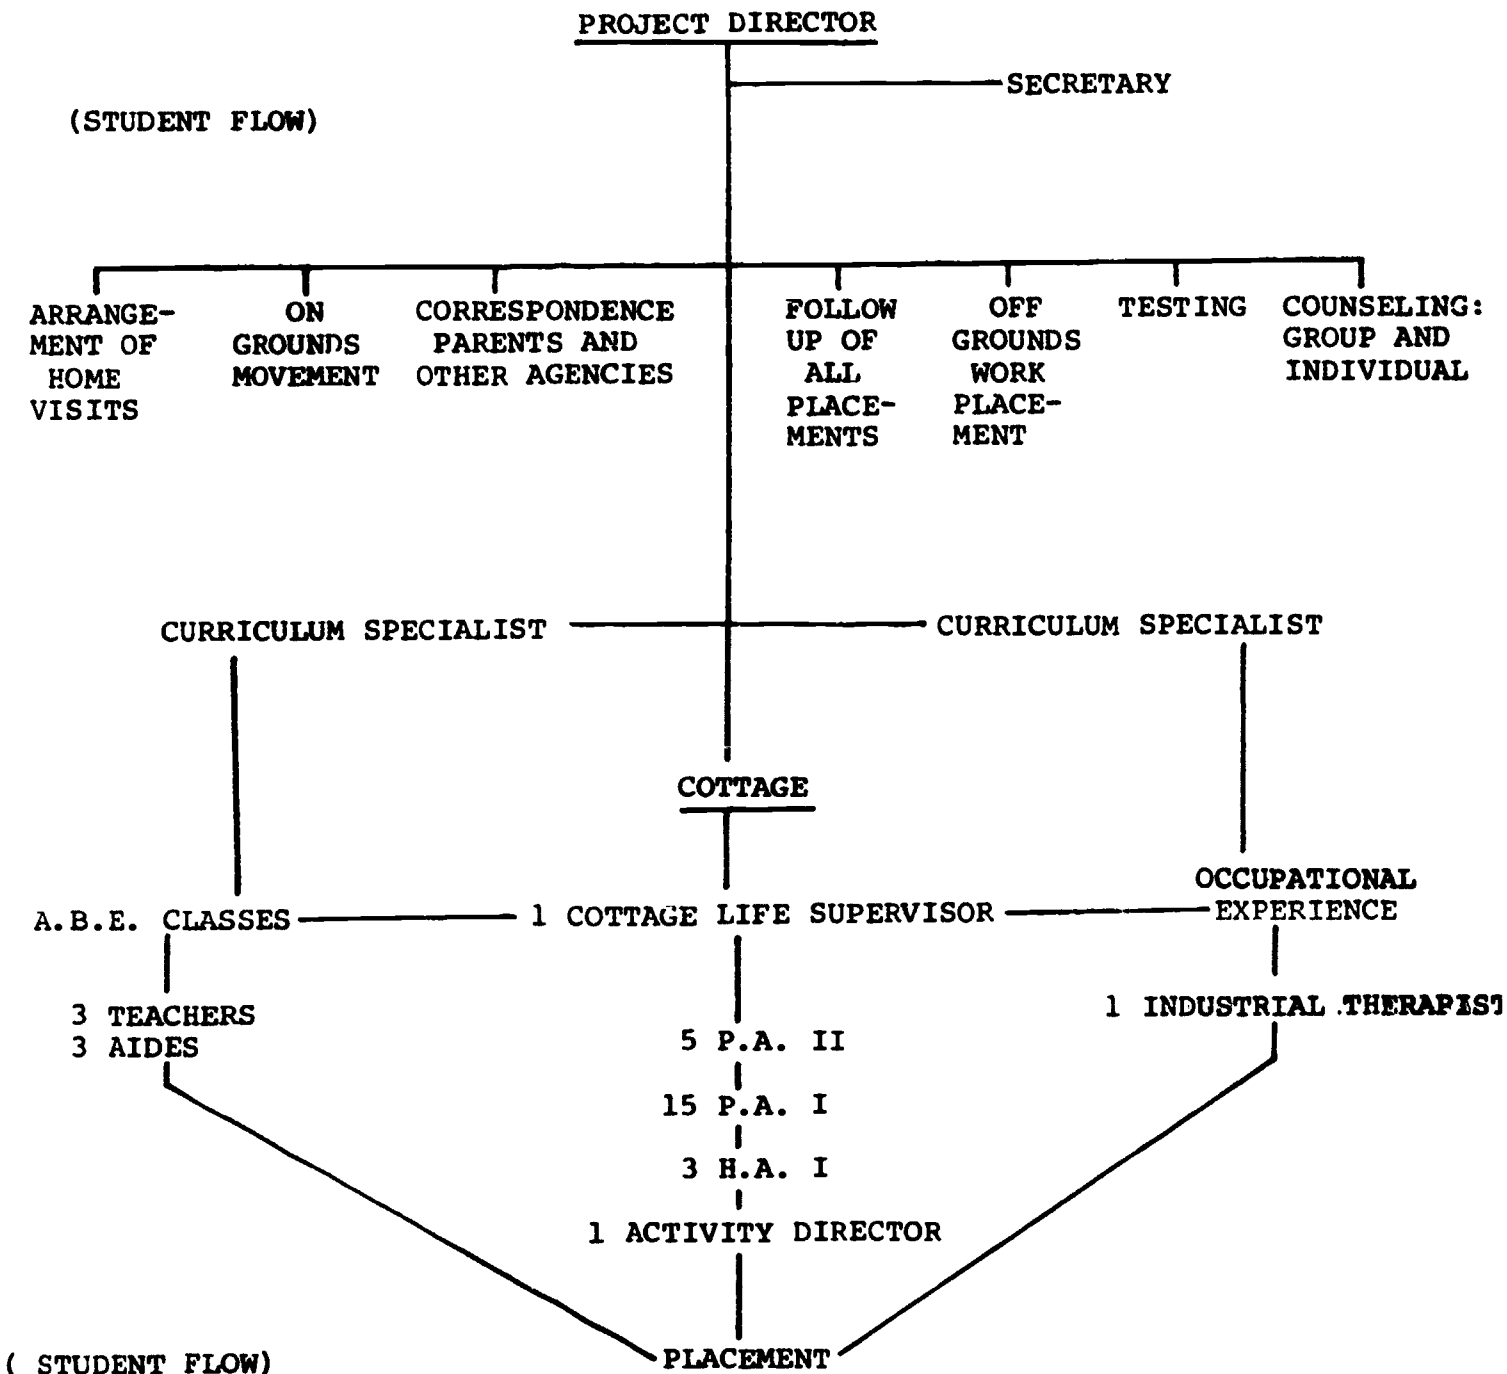 PROJECT DIRECTOR
SECRETARY
(STUDENT FLOW)
ARRANGE-
MENT OF
HOME
VISITS
ON
GROUNDS
MOVEMENT
CORRESPONDENCE
PARENTS AND
OTHER AGENCIES
FOLLOW
UP OF
ALL
PLACE-
MENTS
OFF
GROUNDS
WORK
PLACE-
MENT
TESTING
COUNSELING:
GROUP AND
INDIVIDUAL
CURRICULUM SPECIALIST
CURRICULUM SPECIALIST
COTTAGE
A.B.E. CLASSES
1 COTTAGE LIFE SUPERVISOR
OCCUPATIONAL
EXPERIENCE
3 TEACHERS
3 AIDES
1 INDUSTRIAL THERAPIST
5 P.A. II
15 P.A. I
3 H.A. I
1 ACTIVITY DIRECTOR
PLACEMENT
( STUDENT FLOW)